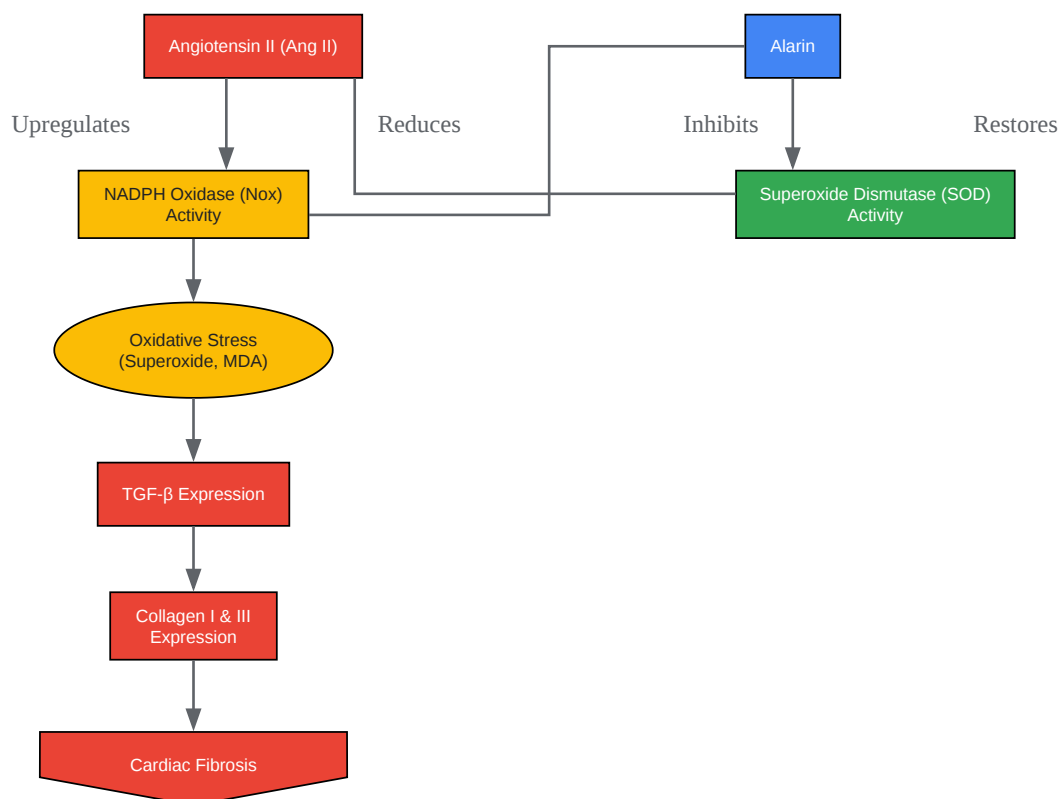 Angiotensin II (Ang II)
Alarin
Upregulates
Reduces
Inhibits
Restores
NADPH Oxidase (Nox)
Activity
Superoxide Dismutase (SOD)
Activity
Oxidative Stress
(Superoxide, MDA)
TGF-β Expression
Collagen I & III
Expression
Cardiac Fibrosis